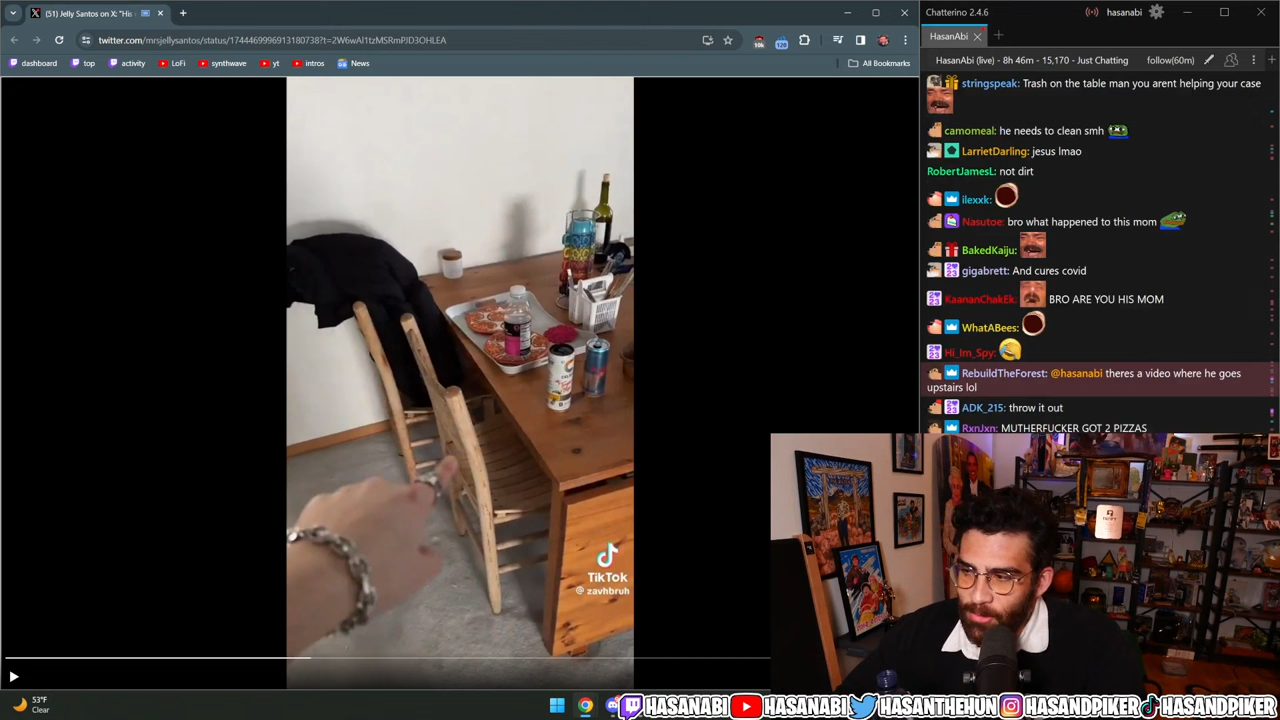 (51) Jelly Santos on X: "His
Chatterino 2.4.6
hasanabi
twitter.com/mrsjellysantos/status/1744469996913180738?t=2W6wAl1tzMSRmPJD3OHLEA
10k
120
HasanAbi
dashboard
top
activity
LoFi
synthwave
yt
intros
News
All Bookmarks
HasanAbi (live) - 8h 46m - 15,170 - Just Chatting
follow(60m)
stringspeak: Trash on the table man you arent helping your case
camomeal: he needs to clean smh
LarrietDarling: jesus lmao
RobertJamesL: not dirt
ilexxk:
Nasutoe: bro what happened to this mom
BakedKaiju:
gigabrett: And cures covid
KaananChakEk: BRO ARE YOU HIS MOM
WhatABees:
Hi_Im_Spy:
RebuildTheForest: @hasanabi theres a video where he goes
upstairs lol
ADK_215: throw it out
RxnJxn: MUTHERFUCKER GOT 2 PIZZAS
TikTok
@zavhbruh
53°F
Clear
HASANABI
HASANABI
HASANTHEHUN
HASANDPIKER
HASANDPIKER